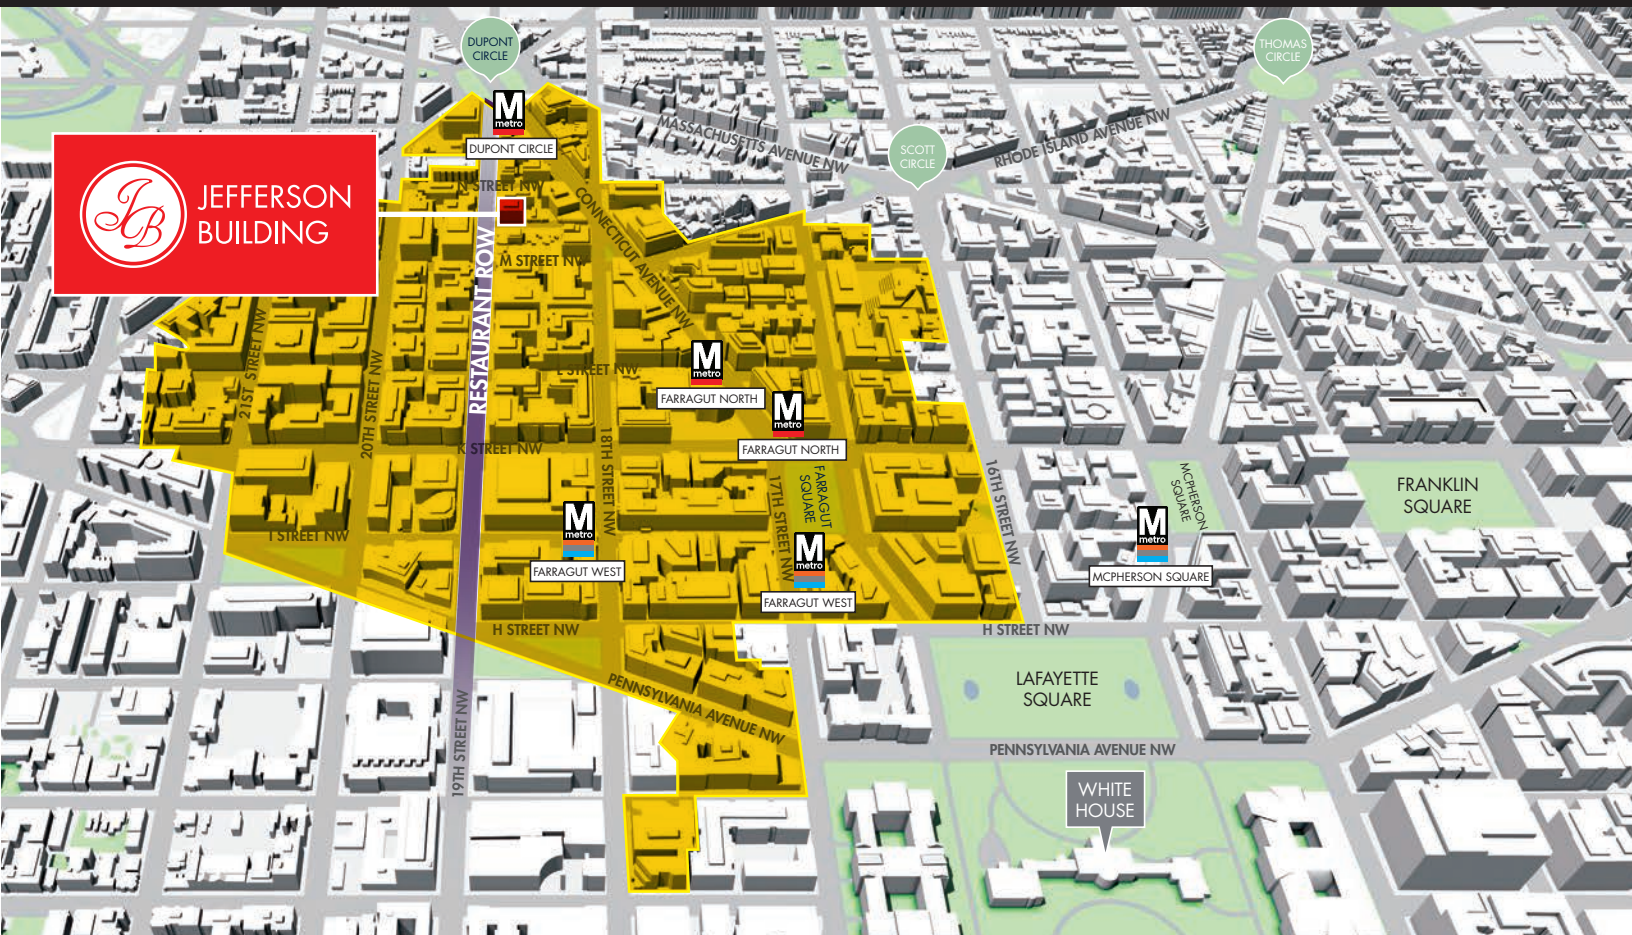 DUPONT
CIRCLE
THOMAS
CIRCLE
M
metro
DUPONT CIRCLE
MASSACHUSETTS AVENUE NW
SCOTT
CIRCLE
RHODE ISLAND AVENUE NW
JB
JEFFERSON
BUILDING
N STREET NW
CONNECTICUT AVENUE NW
M STREET NW
RESTAURANT ROW
21ST STREET NW
20TH STREET NW
L STREET NW
M
metro
FARRAGUT NORTH
M
metro
FARRAGUT NORTH
K STREET NW
18TH STREET NW
17TH STREET NW
FARRAGUT
SQUARE
16TH STREET NW
MCPHERSON
SQUARE
FRANKLIN
SQUARE
I STREET NW
M
metro
FARRAGUT WEST
M
metro
FARRAGUT WEST
M
metro
MCPHERSON SQUARE
H STREET NW
H STREET NW
LAFAYETTE
SQUARE
PENNSYLVANIA AVENUE NW
PENNSYLVANIA AVENUE NW
19TH STREET NW
WHITE
HOUSE